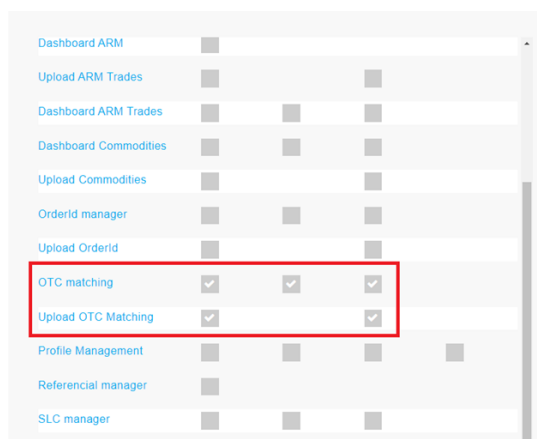 Dashboard ARM
Upload ARM Trades
Dashboard ARM Trades
Dashboard Commodities
Upload Commodities
OrderId manager
Upload OrderId
OTC matching
Upload OTC Matching
Profile Management
Referencial manager
SLC manager